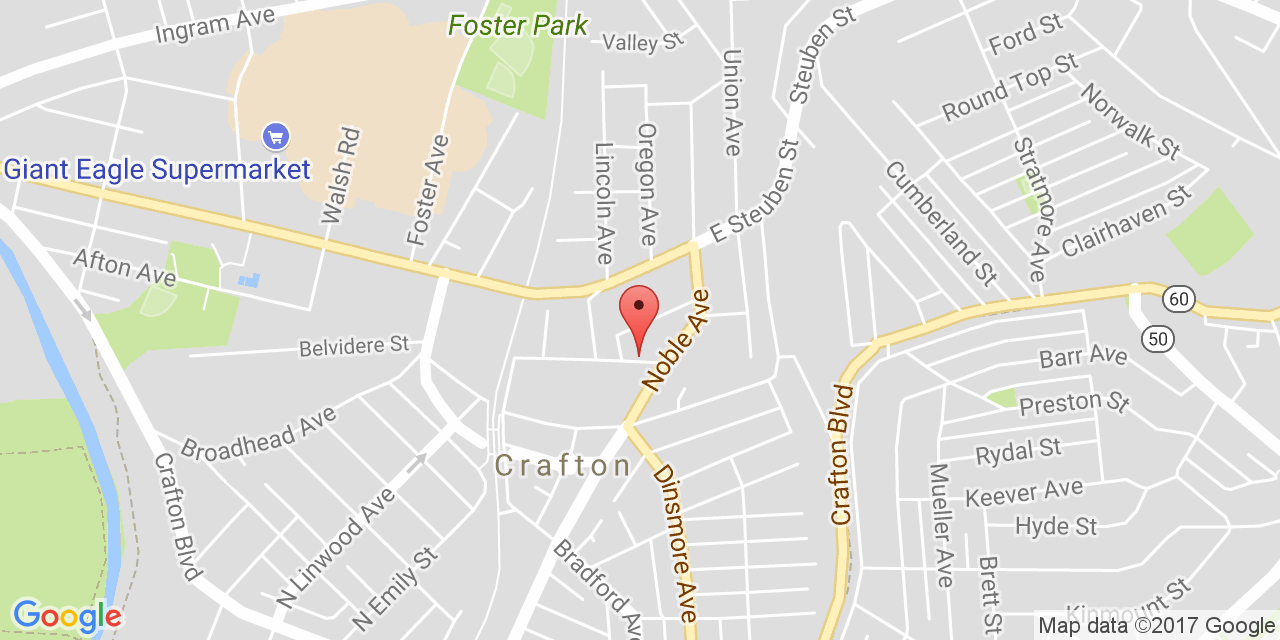 Ingram Ave
Foster Park
Valley St
Union Ave
Steuben St
Ford St
Round Top St
Norwalk St
Giant Eagle Supermarket
Walsh Rd
Foster Ave
Lincoln Ave
Oregon Ave
E Steuben St
Cumberland St
Stratmore Ave
Clairhaven St
Afton Ave
60
50
Belvidere St
Noble Ave
Barr Ave
Preston St
Broadhead Ave
Crafton Blvd
Crafton
Rydal St
Keever Ave
Mueller Ave
Hyde St
Crafton Blvd
N Linwood Ave
N Emily St
Bradford Ave
Dinsmore Ave
Brett St
Kinmount St
Google
Map data ©2017 Google